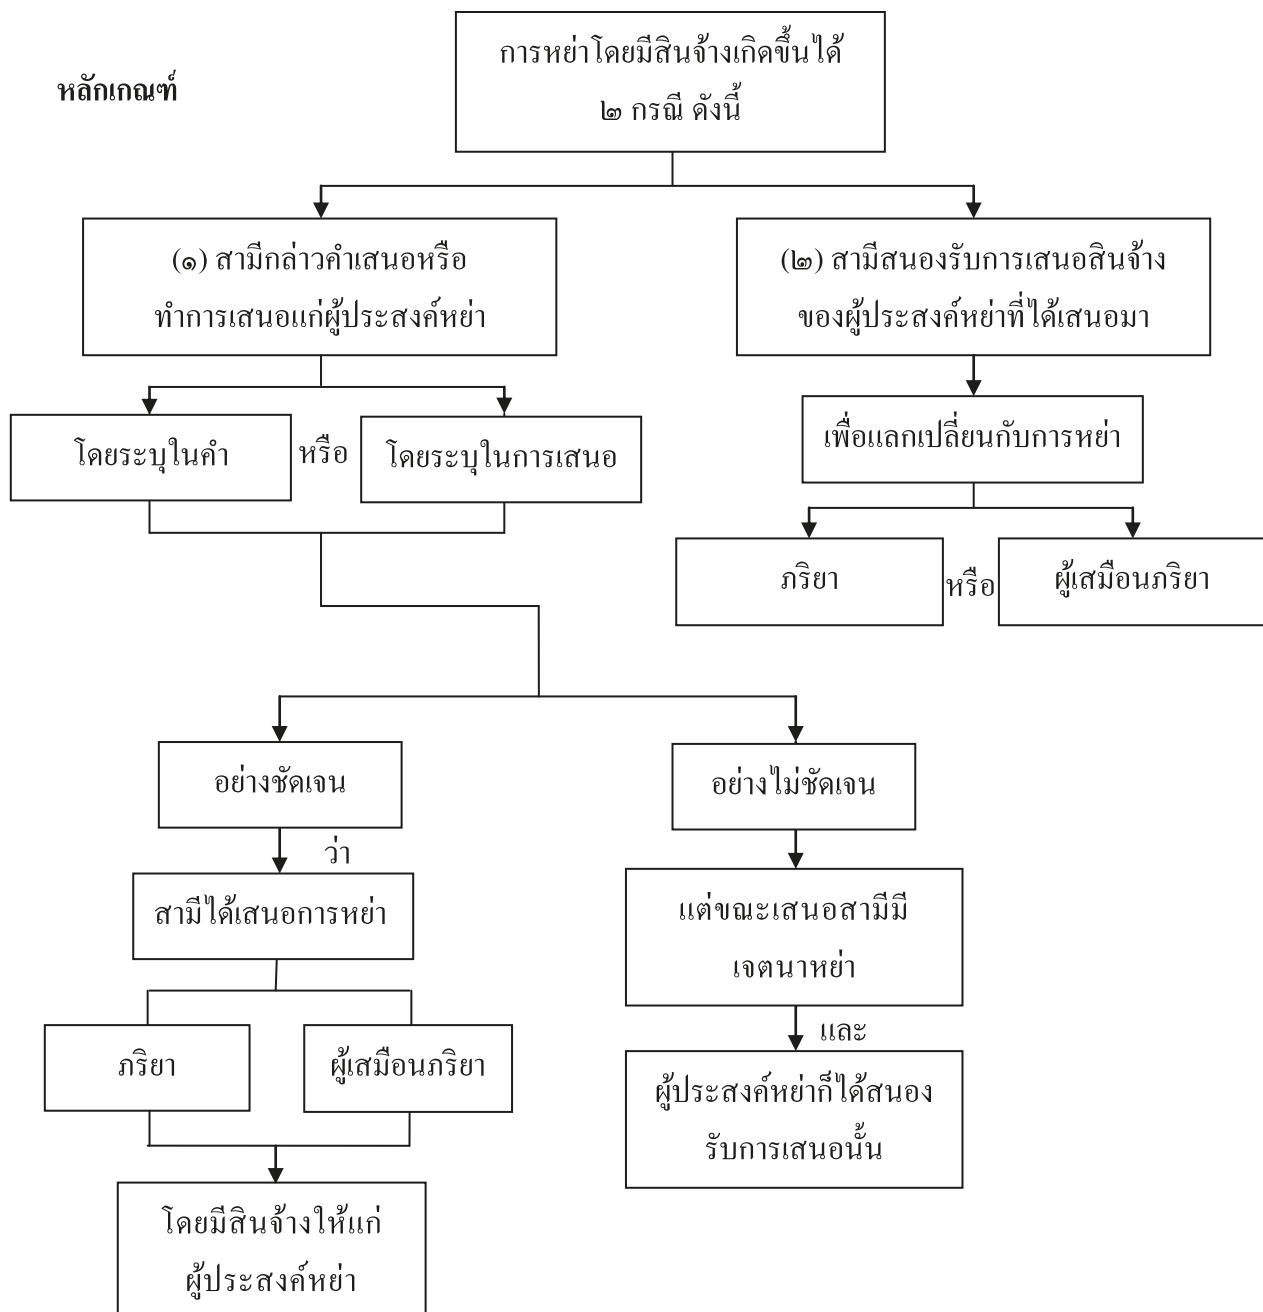 หลักเกณฑ์
การหย่าโดยมีสินจ้างเกิดขึ้นได้
๒ กรณี ดังนี้
(๑) สามีกล่าวคำเสนอหรือ
ทำการเสนอแก่ผู้ประสงค์หย่า
(๒) สามีสนองรับการเสนอสินจ้าง
ของผู้ประสงค์หย่าที่ได้เสนอมา
โดยระบุในคำ
หรือ
โดยระบุในการเสนอ
เพื่อแลกเปลี่ยนกับการหย่า
ภริยา
หรือ
ผู้เสมือนภริยา
อย่างชัดเจน
อย่างไม่ชัดเจน
ว่า
สามีได้เสนอการหย่า
แต่ขณะเสนอสามีมี
เจตนาหย่า
ภริยา
ผู้เสมือนภริยา
และ
ผู้ประสงค์หย่าก็ได้สนอง
รับการเสนอนั้น
โดยมีสินจ้างให้แก่
ผู้ประสงค์หย่า